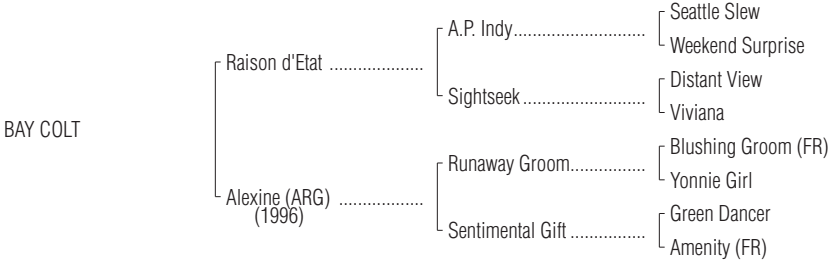 Seattle Slew
A.P. Indy.............................
Weekend Surprise
Raison d'Etat ....................
Distant View
Sightseek...........................
Viviana
BAY COLT
Blushing Groom (FR)
Runaway Groom................
Yonnie Girl
Alexine (ARG) ..................
(1996)
Green Dancer
Sentimental Gift ................
Amenity (FR)